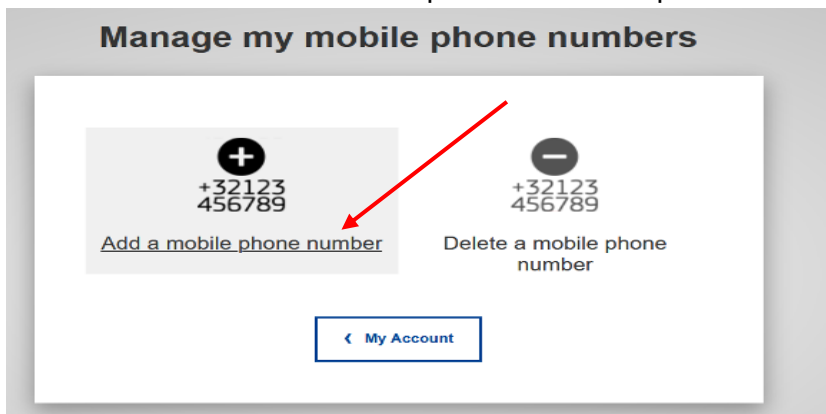 Manage my mobile phone numbers
+32123
456789
Add a mobile phone number
+32123
456789
Delete a mobile phone
number
‹ My Account